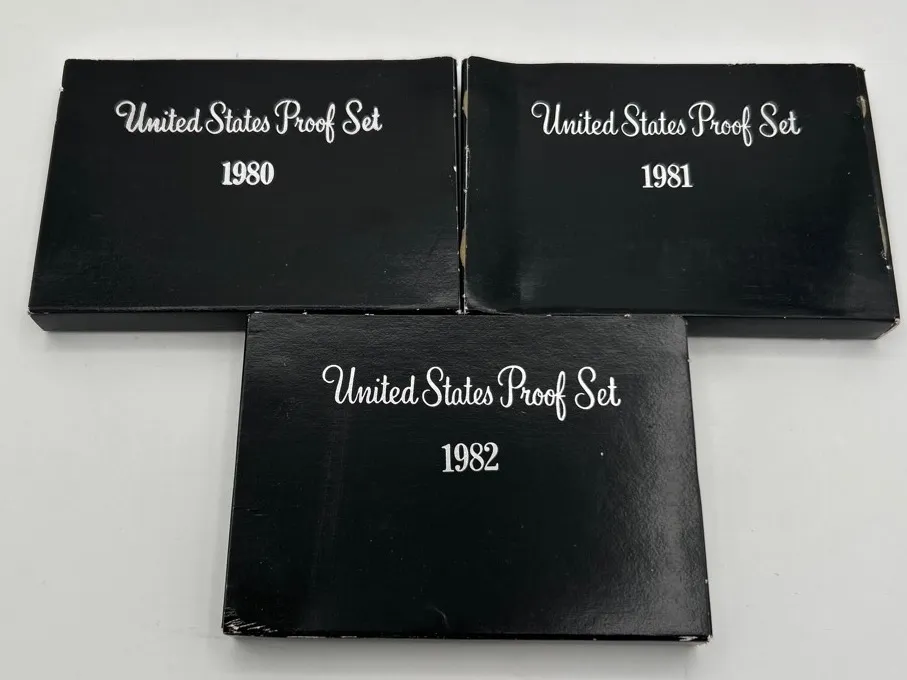 United States Proof Set
1980
United States Proof Set
1981
United States Proof Set
1982